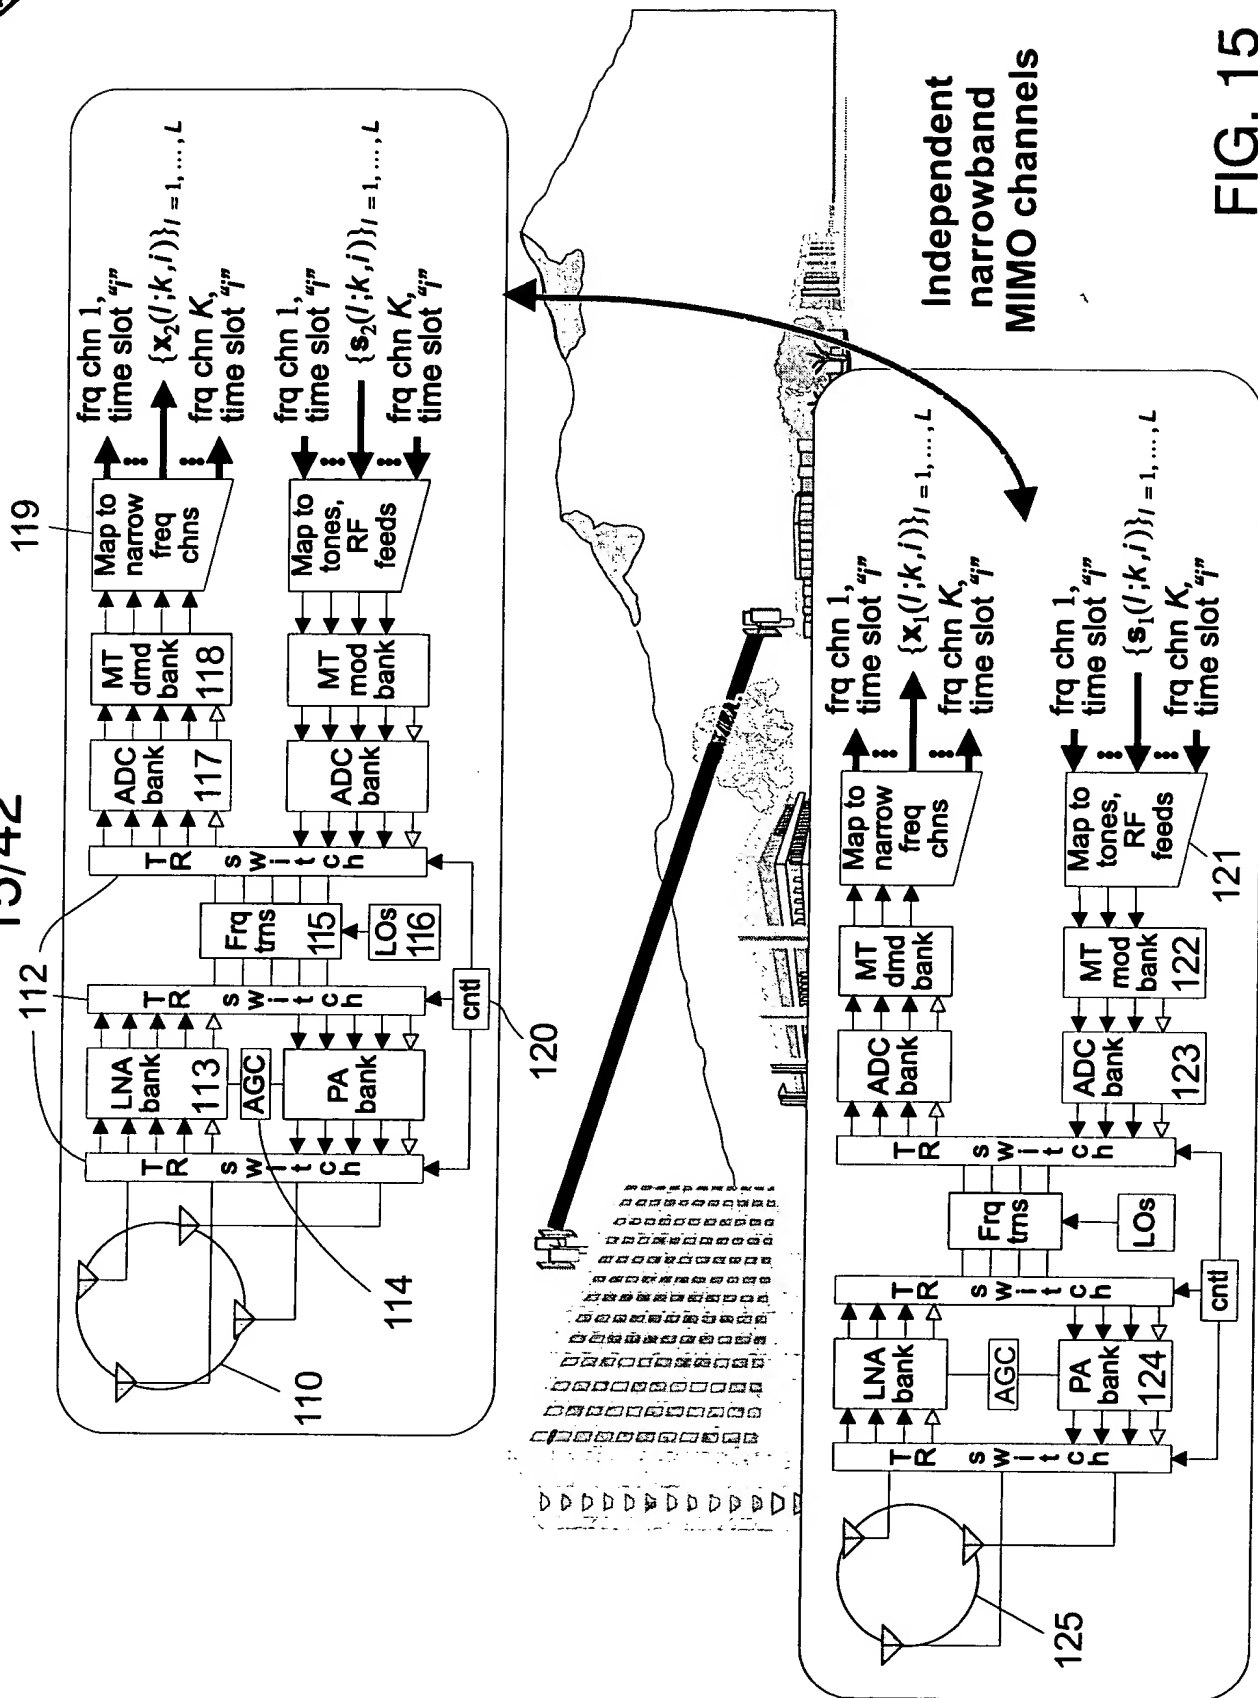 15/42
119
Map to
narrow
freq
chns
frq chn 1,
time slot "i"
{x₂(l;k,i)}l = 1,...,L
frq chn K,
time slot "i"
MT
dmd
bank
118
ADC
bank
117
T R s w i t c h
112
Frq
trns
115
LOs
116
T R s w i t c h
LNA
bank
113
AGC
114
PA
bank
T R s w i t c h
cntl
120
110
ADC
bank
MT
mod
bank
Map to
tones,
RF
feeds
frq chn 1,
time slot "i"
{s₂(l;k,i)}l = 1,...,L
frq chn K,
time slot "i"
Independent
narrowband
MIMO channels
Map to
narrow
freq
chns
frq chn 1,
time slot "i"
{x₁(l;k,i)}l = 1,...,L
frq chn K,
time slot "i"
MT
dmd
bank
ADC
bank
T R s w i t c h
Frq
trns
LOs
T R s w i t c h
LNA
bank
AGC
PA
bank
124
T R s w i t c h
cntl
125
ADC
bank
123
MT
mod
bank
122
Map to
tones,
RF
feeds
121
frq chn 1,
time slot "i"
{s₁(l;k,i)}l = 1,...,L
frq chn K,
time slot "i"
FIG. 15